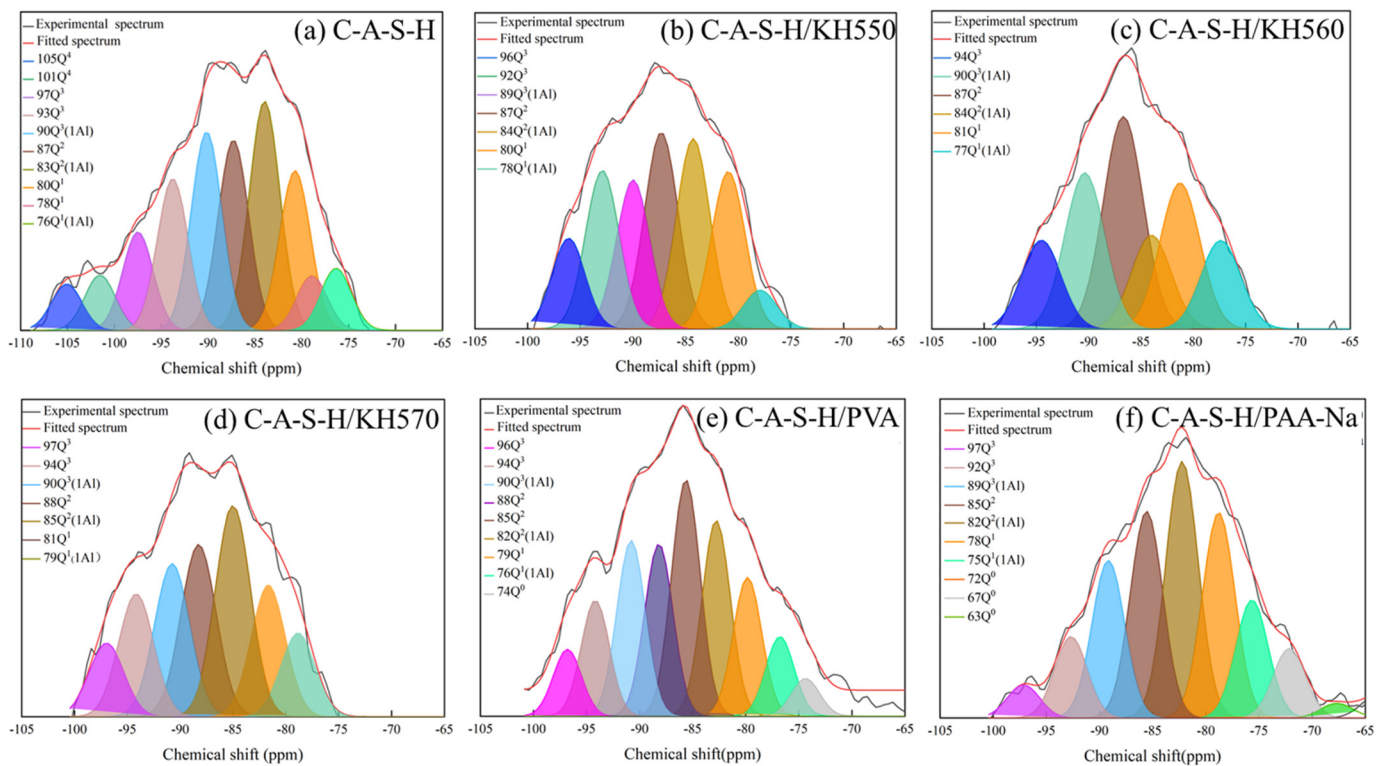 (a) C-A-S-H
Experimental spectrum
Fitted spectrum
105Q⁴
101Q⁴
97Q³
93Q³
90Q³(1Al)
87Q²
83Q²(1Al)
80Q¹
78Q¹
76Q¹(1Al)
-110 -105 -100 -95 -90 -85 -80 -75 -70 -65
Chemical shift (ppm)
(b) C-A-S-H/KH550
Experimental spectrum
Fitted spectrum
96Q³
92Q³
89Q³(1Al)
87Q²
84Q²(1Al)
80Q¹
78Q¹(1Al)
-105 -100 -95 -90 -85 -80 -75 -70 -65
Chemical shift (ppm)
(c) C-A-S-H/KH560
Experimental spectrum
Fitted spectrum
94Q³
90Q³(1Al)
87Q²
84Q²(1Al)
81Q¹
77Q¹(1Al)
-105 -100 -95 -90 -85 -80 -75 -70 -65
Chemical shift (ppm)
(d) C-A-S-H/KH570
Experimental spectrum
Fitted spectrum
97Q³
94Q³
90Q³(1Al)
88Q²
85Q²(1Al)
81Q¹
79Q¹(1Al)
-105 -100 -95 -90 -85 -80 -75 -70 -65
Chemical shift (ppm)
(e) C-A-S-H/PVA
Experimental spectrum
Fitted spectrum
96Q³
94Q³
90Q³(1Al)
88Q²
85Q²
82Q²(1Al)
79Q¹
76Q¹(1Al)
74Q⁰
-105 -100 -95 -90 -85 -80 -75 -70 -65
Chemical shift(ppm)
(f) C-A-S-H/PAA-Na
Experimental spectrum
Fitted spectrum
97Q³
92Q³
89Q³(1Al)
85Q²
82Q²(1Al)
78Q¹
75Q¹(1Al)
72Q⁰
67Q⁰
63Q⁰
-100 -95 -90 -85 -80 -75 -70 -65
Chemical shift(ppm)